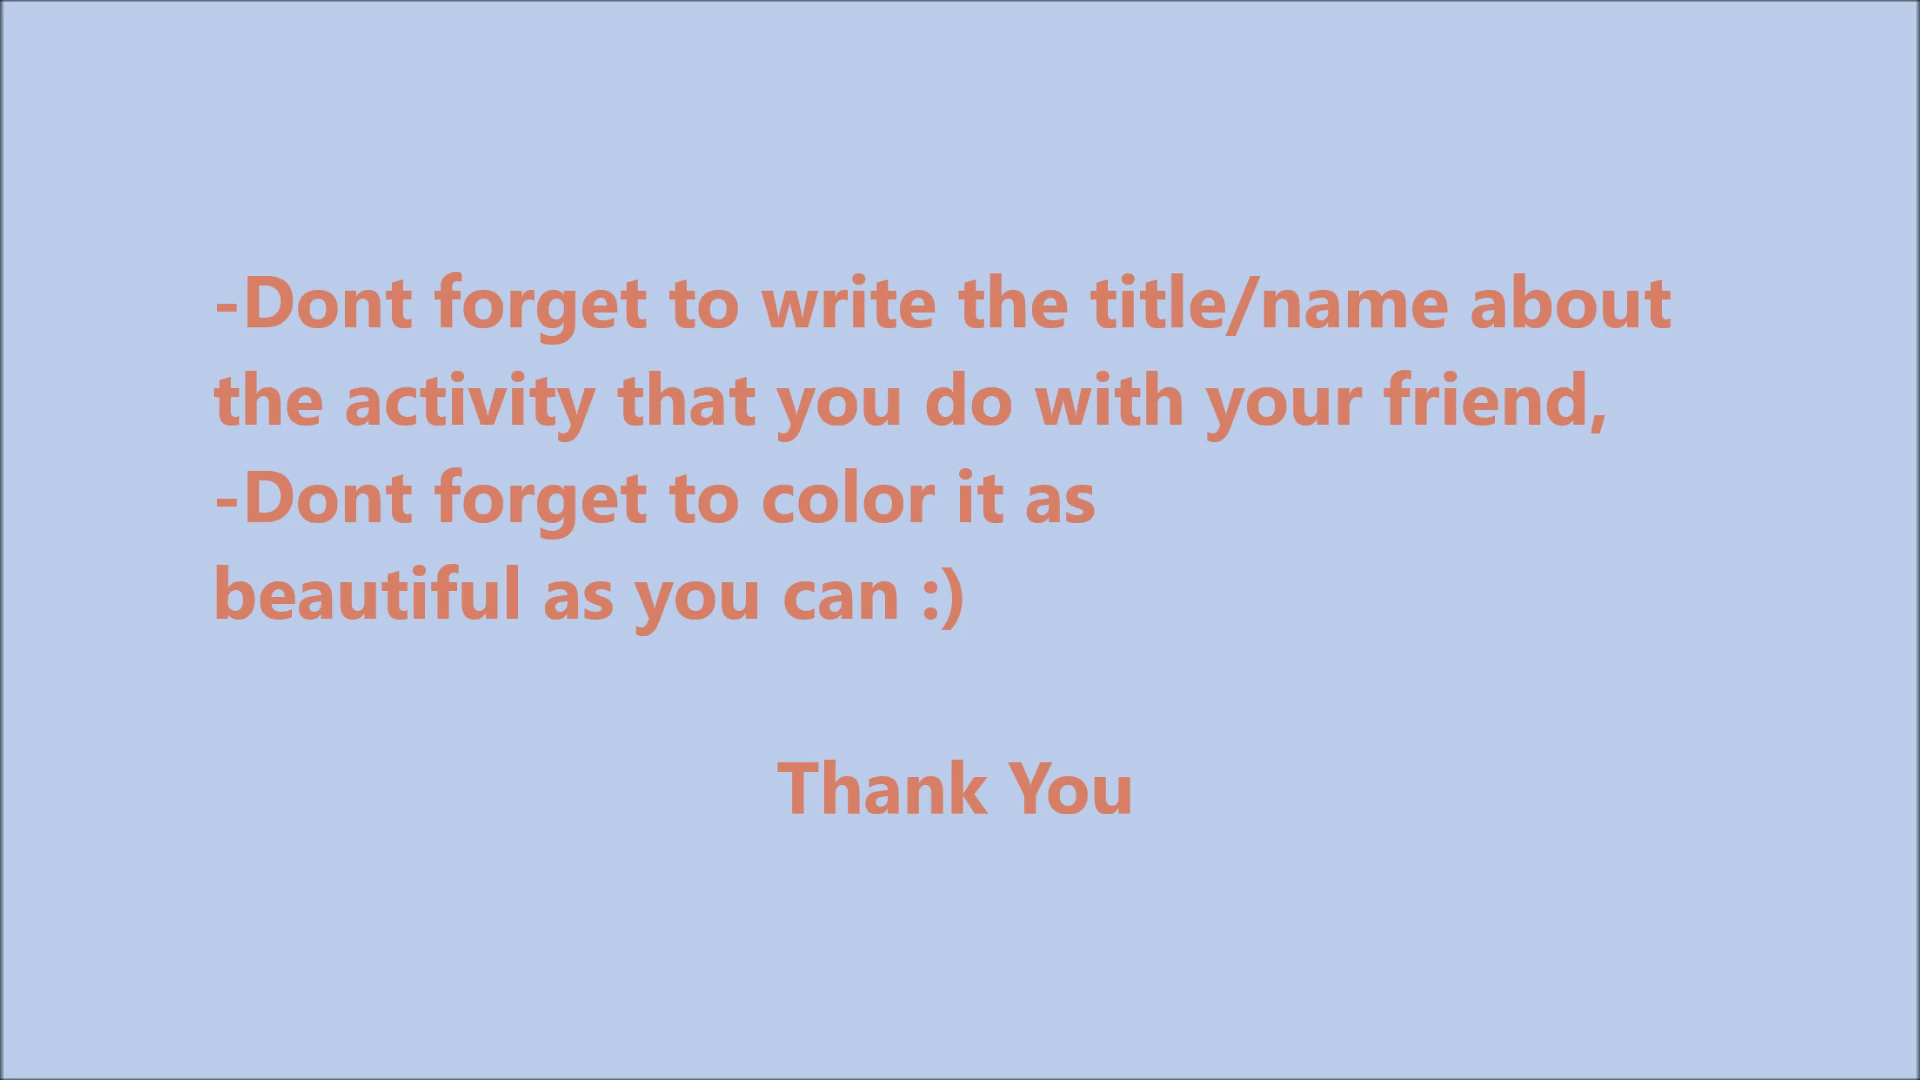 -Dont forget to write the title/name about
the activity that you do with your friend,
-Dont forget to color it as
beautiful as you can :)
Thank You